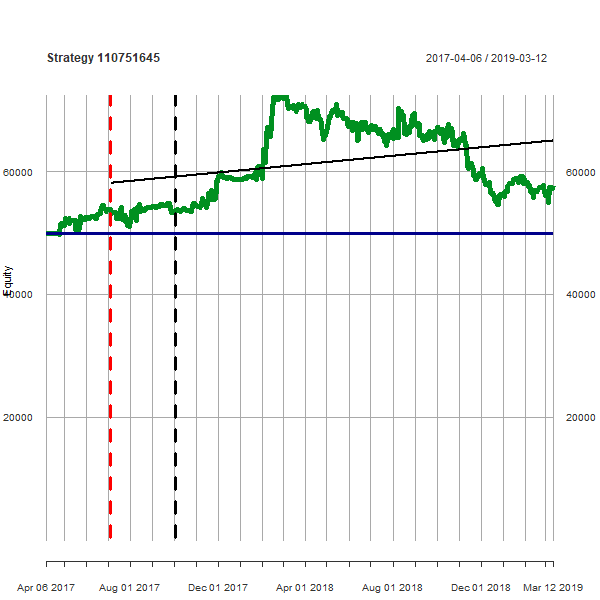 Strategy 110751645 2017-04-06 / 2019-03-12
60000 60000
Equity
40000 40000
20000 20000
Apr 06 2017 Aug 01 2017 Dec 01 2017 Apr 01 2018 Aug 01 2018 Dec 01 2018 Mar 12 2019